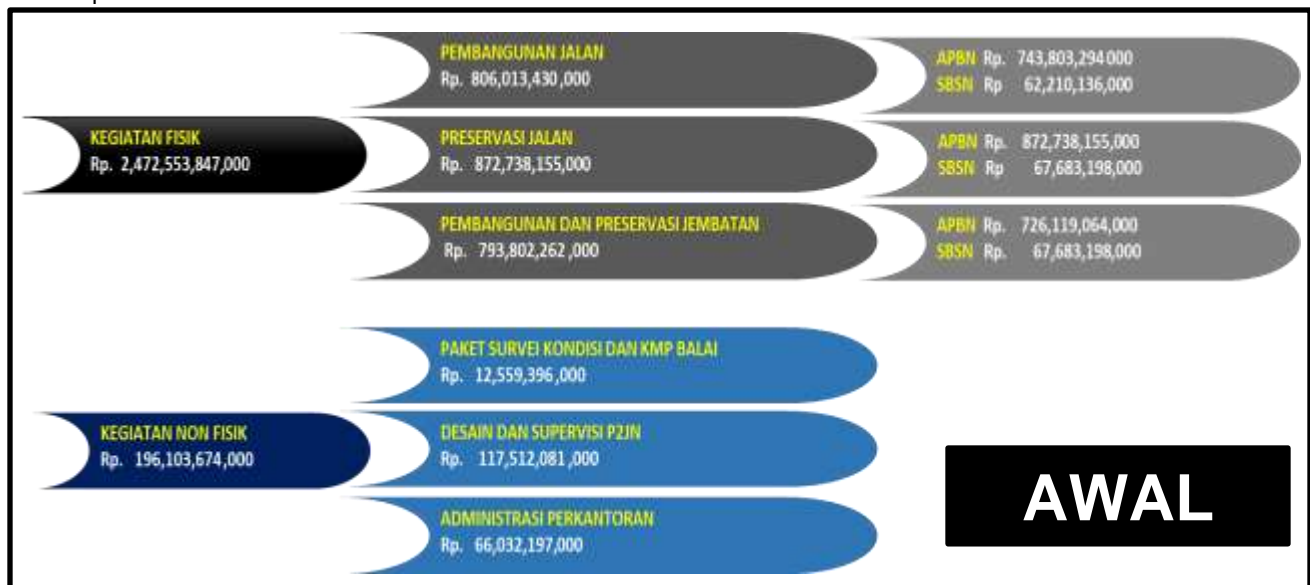 PEMBANGUNAN JALAN
Rp. 806,013,430 ,000
APBN Rp. 743,803,294 000
SBSN Rp 62,210,136,000
KEGIATAN FISIK
Rp. 2,472,553,847,000
PRESERVASI JALAN
Rp. 872,738,155,000
APBN Rp. 872,738,155,000
SBSN Rp 67,683,198,000
PEMBANGUNAN DAN PRESERVASI JEMBATAN
Rp. 793,802,262 ,000
APBN Rp. 726,119,064,000
SBSN Rp. 67,683,198,000
PAKET SURVEI KONDISI DAN KMP BALAI
Rp. 12,559,396 ,000
KEGIATAN NON FISIK
Rp. 196,103,674,000
DESAIN DAN SUPERVISI P2JN
Rp. 117,512,081 ,000
ADMINISTRASI PERKANTORAN
Rp. 66,032,197,000
AWAL